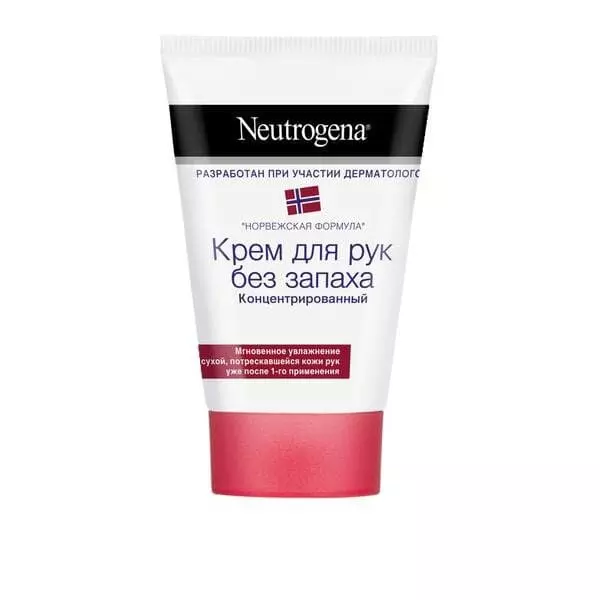 Neutrogena®
РАЗРАБОТАН ПРИ УЧАСТИИ ДЕРМАТОЛОГО
"НОРВЕЖСКАЯ ФОРМУЛА"
Крем для рук
без запаха
Концентрированный
Мгновенное увлажнение
сухой, потрескавшейся кожи рук
уже после 1-го применения